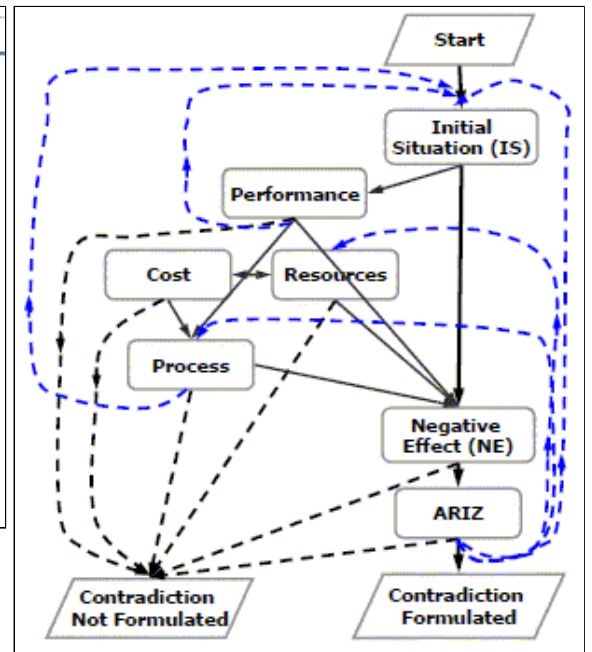 Start
Initial
Situation (IS)
Performance
Cost
Resources
Process
Negative
Effect (NE)
ARIZ
Contradiction
Not Formulated
Contradiction
Formulated